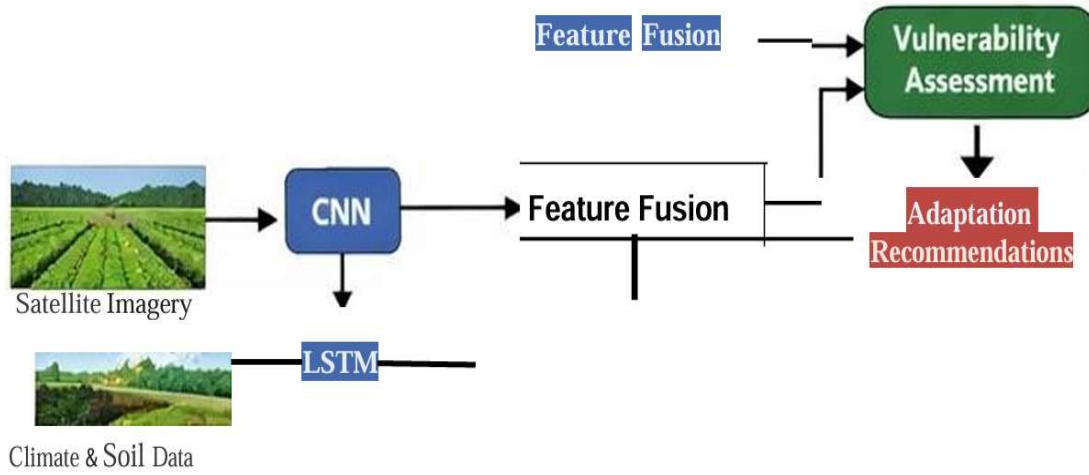 Feature Fusion
Vulnerability
Assessment
CNN
Feature Fusion
Adaptation
Recommendations
Satellite Imagery
LSTM
Climate & Soil Data